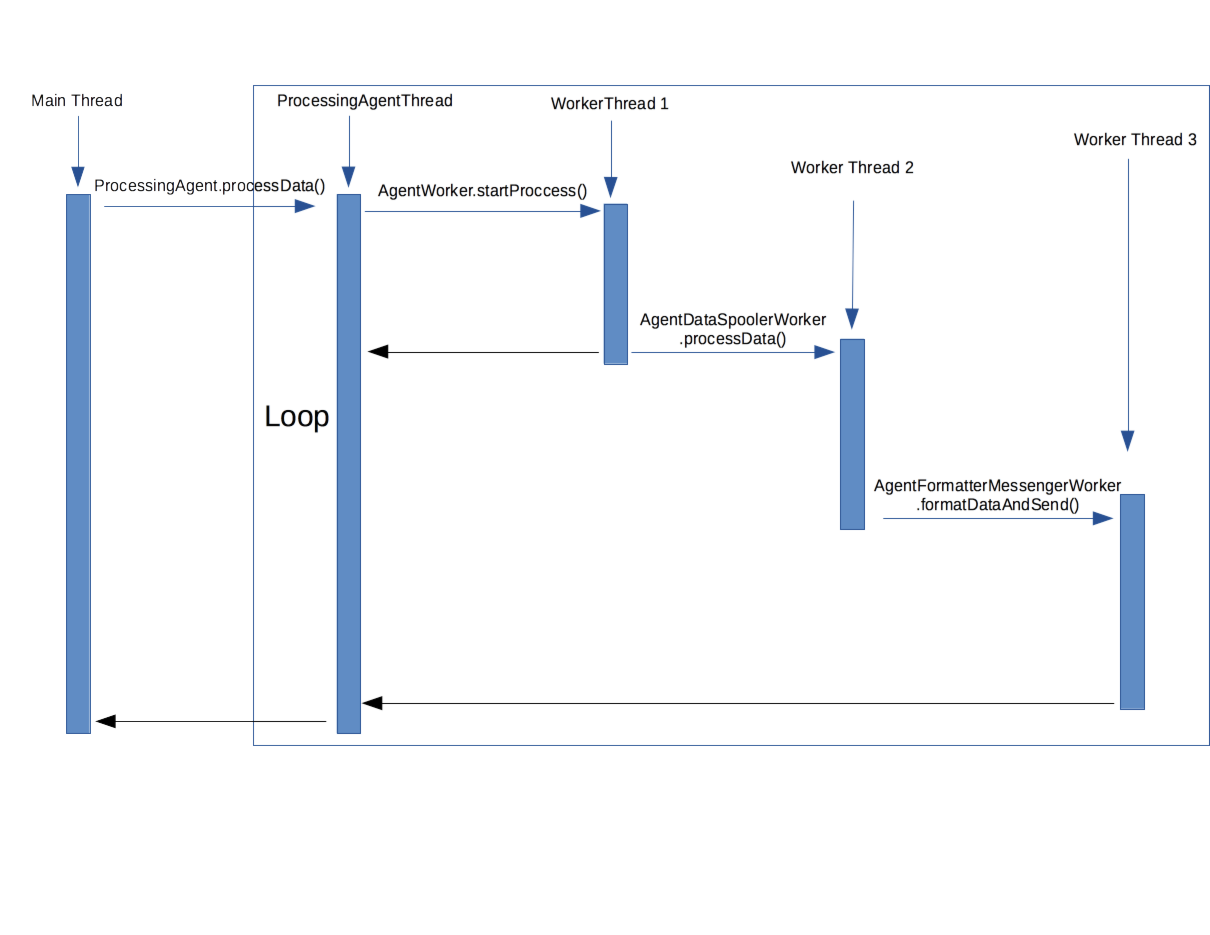 Main Thread
ProcessingAgentThread
WorkerThread 1
Worker Thread 3
Worker Thread 2
ProcessingAgent.processData()
AgentWorker.startProccess()
AgentDataSpoolerWorker
.processData()
Loop
AgentFormatterMessengerWorker
.formatDataAndSend()